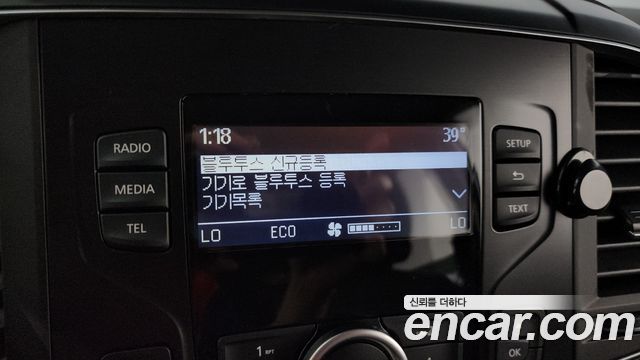 RADIO
MEDIA
TEL
1:18 39°
블루투스 신규등록
기기로 블루투스 등록
기기목록
LO ECO LO
SETUP
TEXT
1 RPT
OK
신뢰를 더하다
encar.com